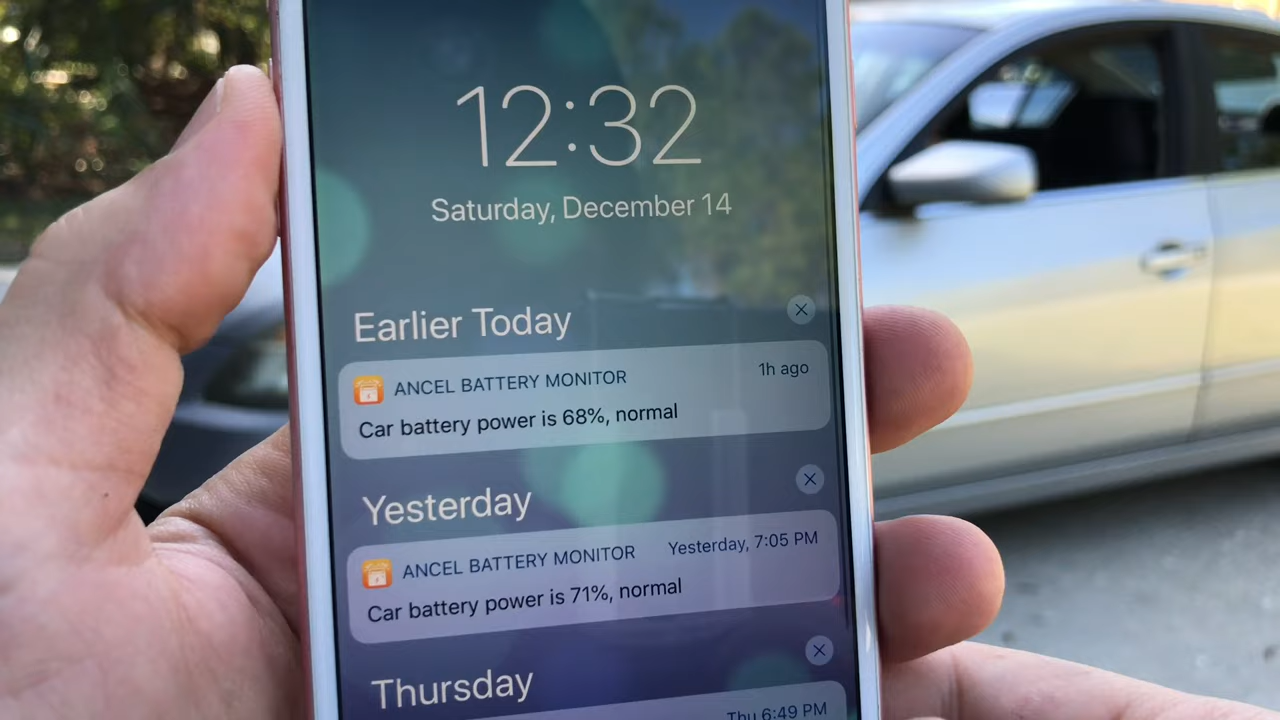 12:32
Saturday, December 14
Earlier Today
ANCEL BATTERY MONITOR 1h ago
Car battery power is 68%, normal
Yesterday
ANCEL BATTERY MONITOR Yesterday, 7:05 PM
Car battery power is 71%, normal
Thursday
Thu 6:49 PM